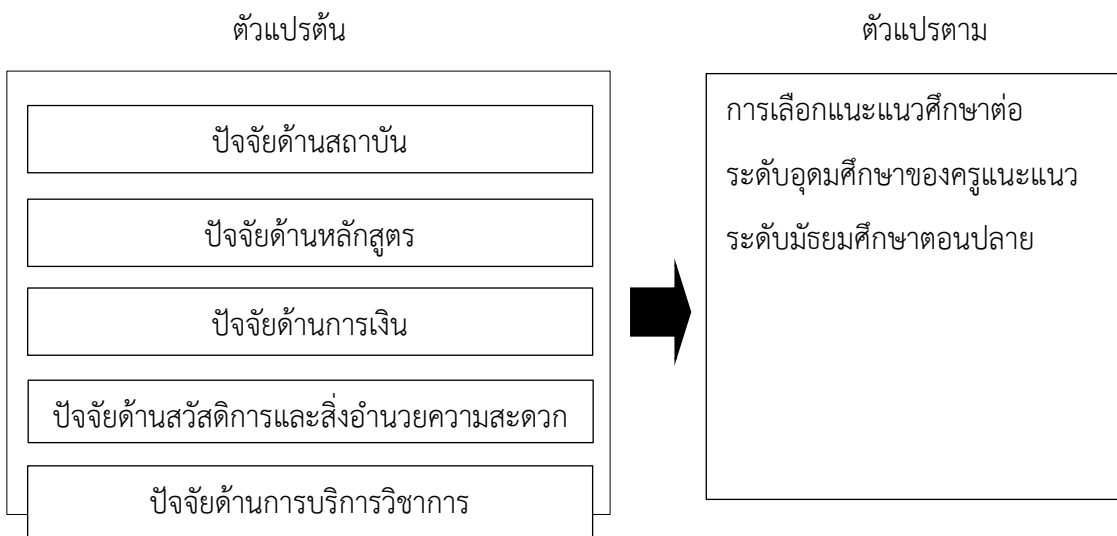 ตัวแปรต้น
ตัวแปรตาม
ปัจจัยด้านสถาบัน
ปัจจัยด้านหลักสูตร
ปัจจัยด้านการเงิน
ปัจจัยด้านสวัสดิการและสิ่งอำนวยความสะดวก
ปัจจัยด้านการบริการวิชาการ
การเลือกแนะแนวศึกษาต่อ
ระดับอุดมศึกษาของครูแนะแนว
ระดับมัธยมศึกษาตอนปลาย